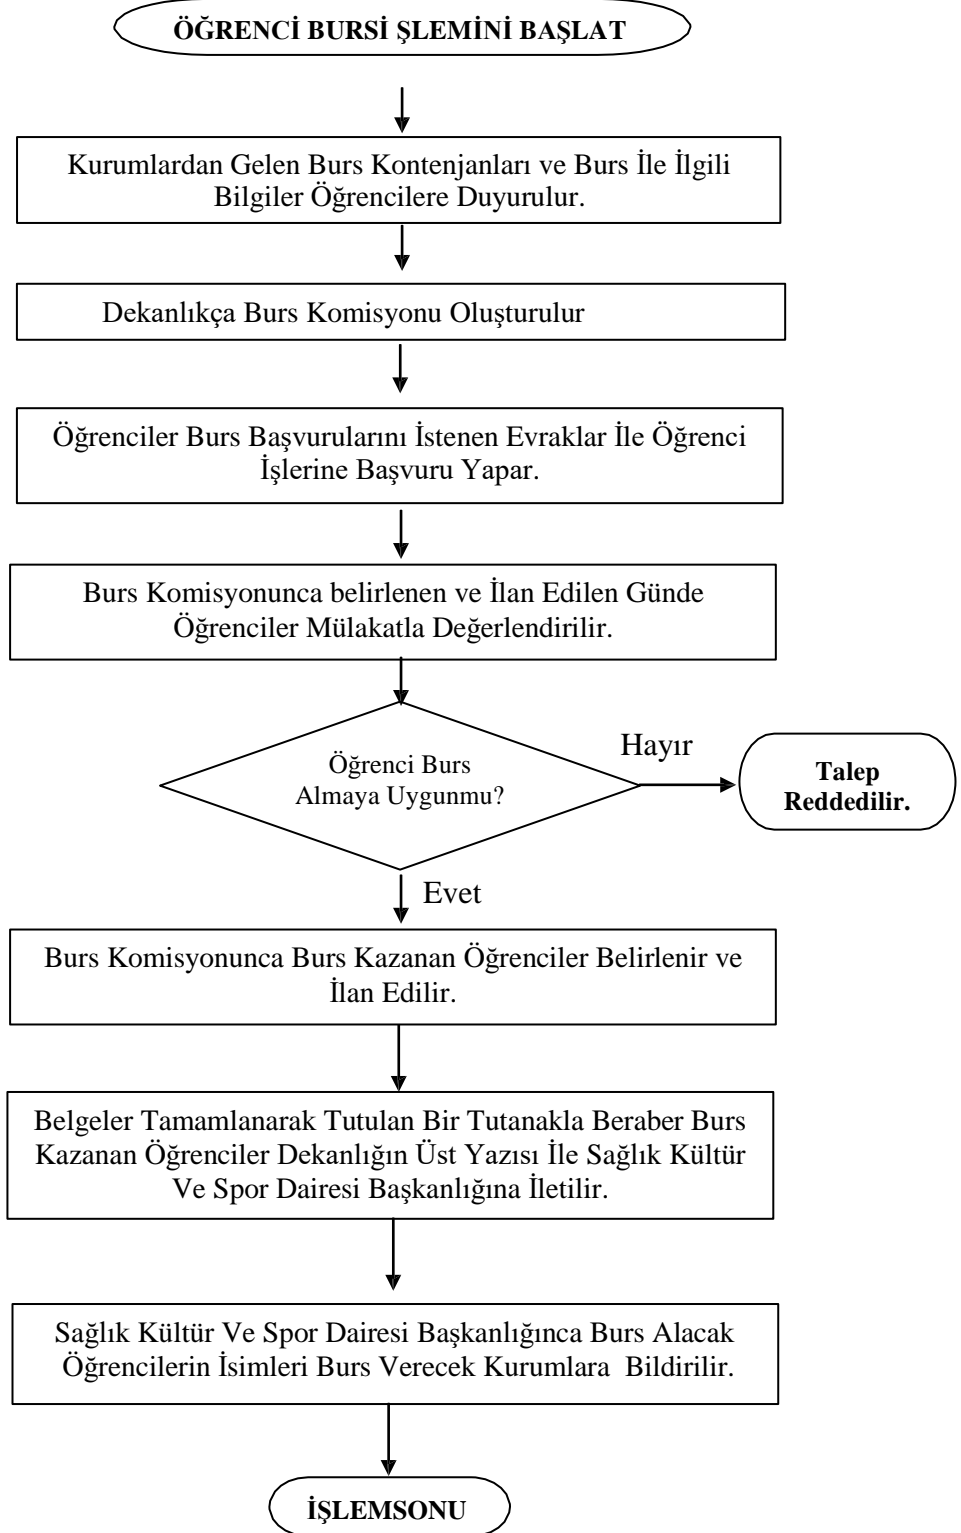 ÖĞRENCİ BURSİ ŞLEMİNİ BAŞLAT
Kurumlardan Gelen Burs Kontenjanları ve Burs İle İlgili
Bilgiler Öğrencilere Duyurulur.
Dekanlıkça Burs Komisyonu Oluşturulur
Öğrenciler Burs Başvurularını İstenen Evraklar İle Öğrenci
İşlerine Başvuru Yapar.
Burs Komisyonunca belirlenen ve İlan Edilen Günde
Öğrenciler Mülakatla Değerlendirilir.
Öğrenci Burs
Almaya Uygunmu?
Hayır
Talep
Reddedilir.
Evet
Burs Komisyonunca Burs Kazanan Öğrenciler Belirlenir ve
İlan Edilir.
Belgeler Tamamlanarak Tutulan Bir Tutanakla Beraber Burs
Kazanan Öğrenciler Dekanlığın Üst Yazısı İle Sağlık Kültür
Ve Spor Dairesi Başkanlığına İletilir.
Sağlık Kültür Ve Spor Dairesi Başkanlığınca Burs Alacak
Öğrencilerin İsimleri Burs Verecek Kurumlara  Bildirilir.
İŞLEMSONU